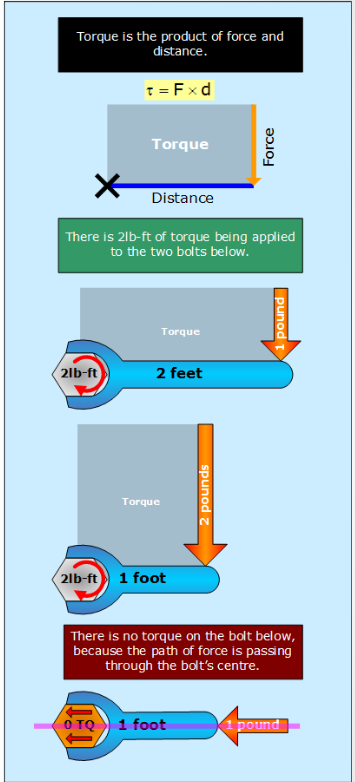 Torque is the product of force and
distance.
τ = F × d
Torque
Force
Distance
There is 2lb-ft of torque being applied
to the two bolts below.
Torque
1 pound
2lb-ft
2 feet
Torque
2 pounds
2lb-ft
1 foot
There is no torque on the bolt below,
because the path of force is passing
through the bolt's centre.
0 TQ
1 foot
1 pound